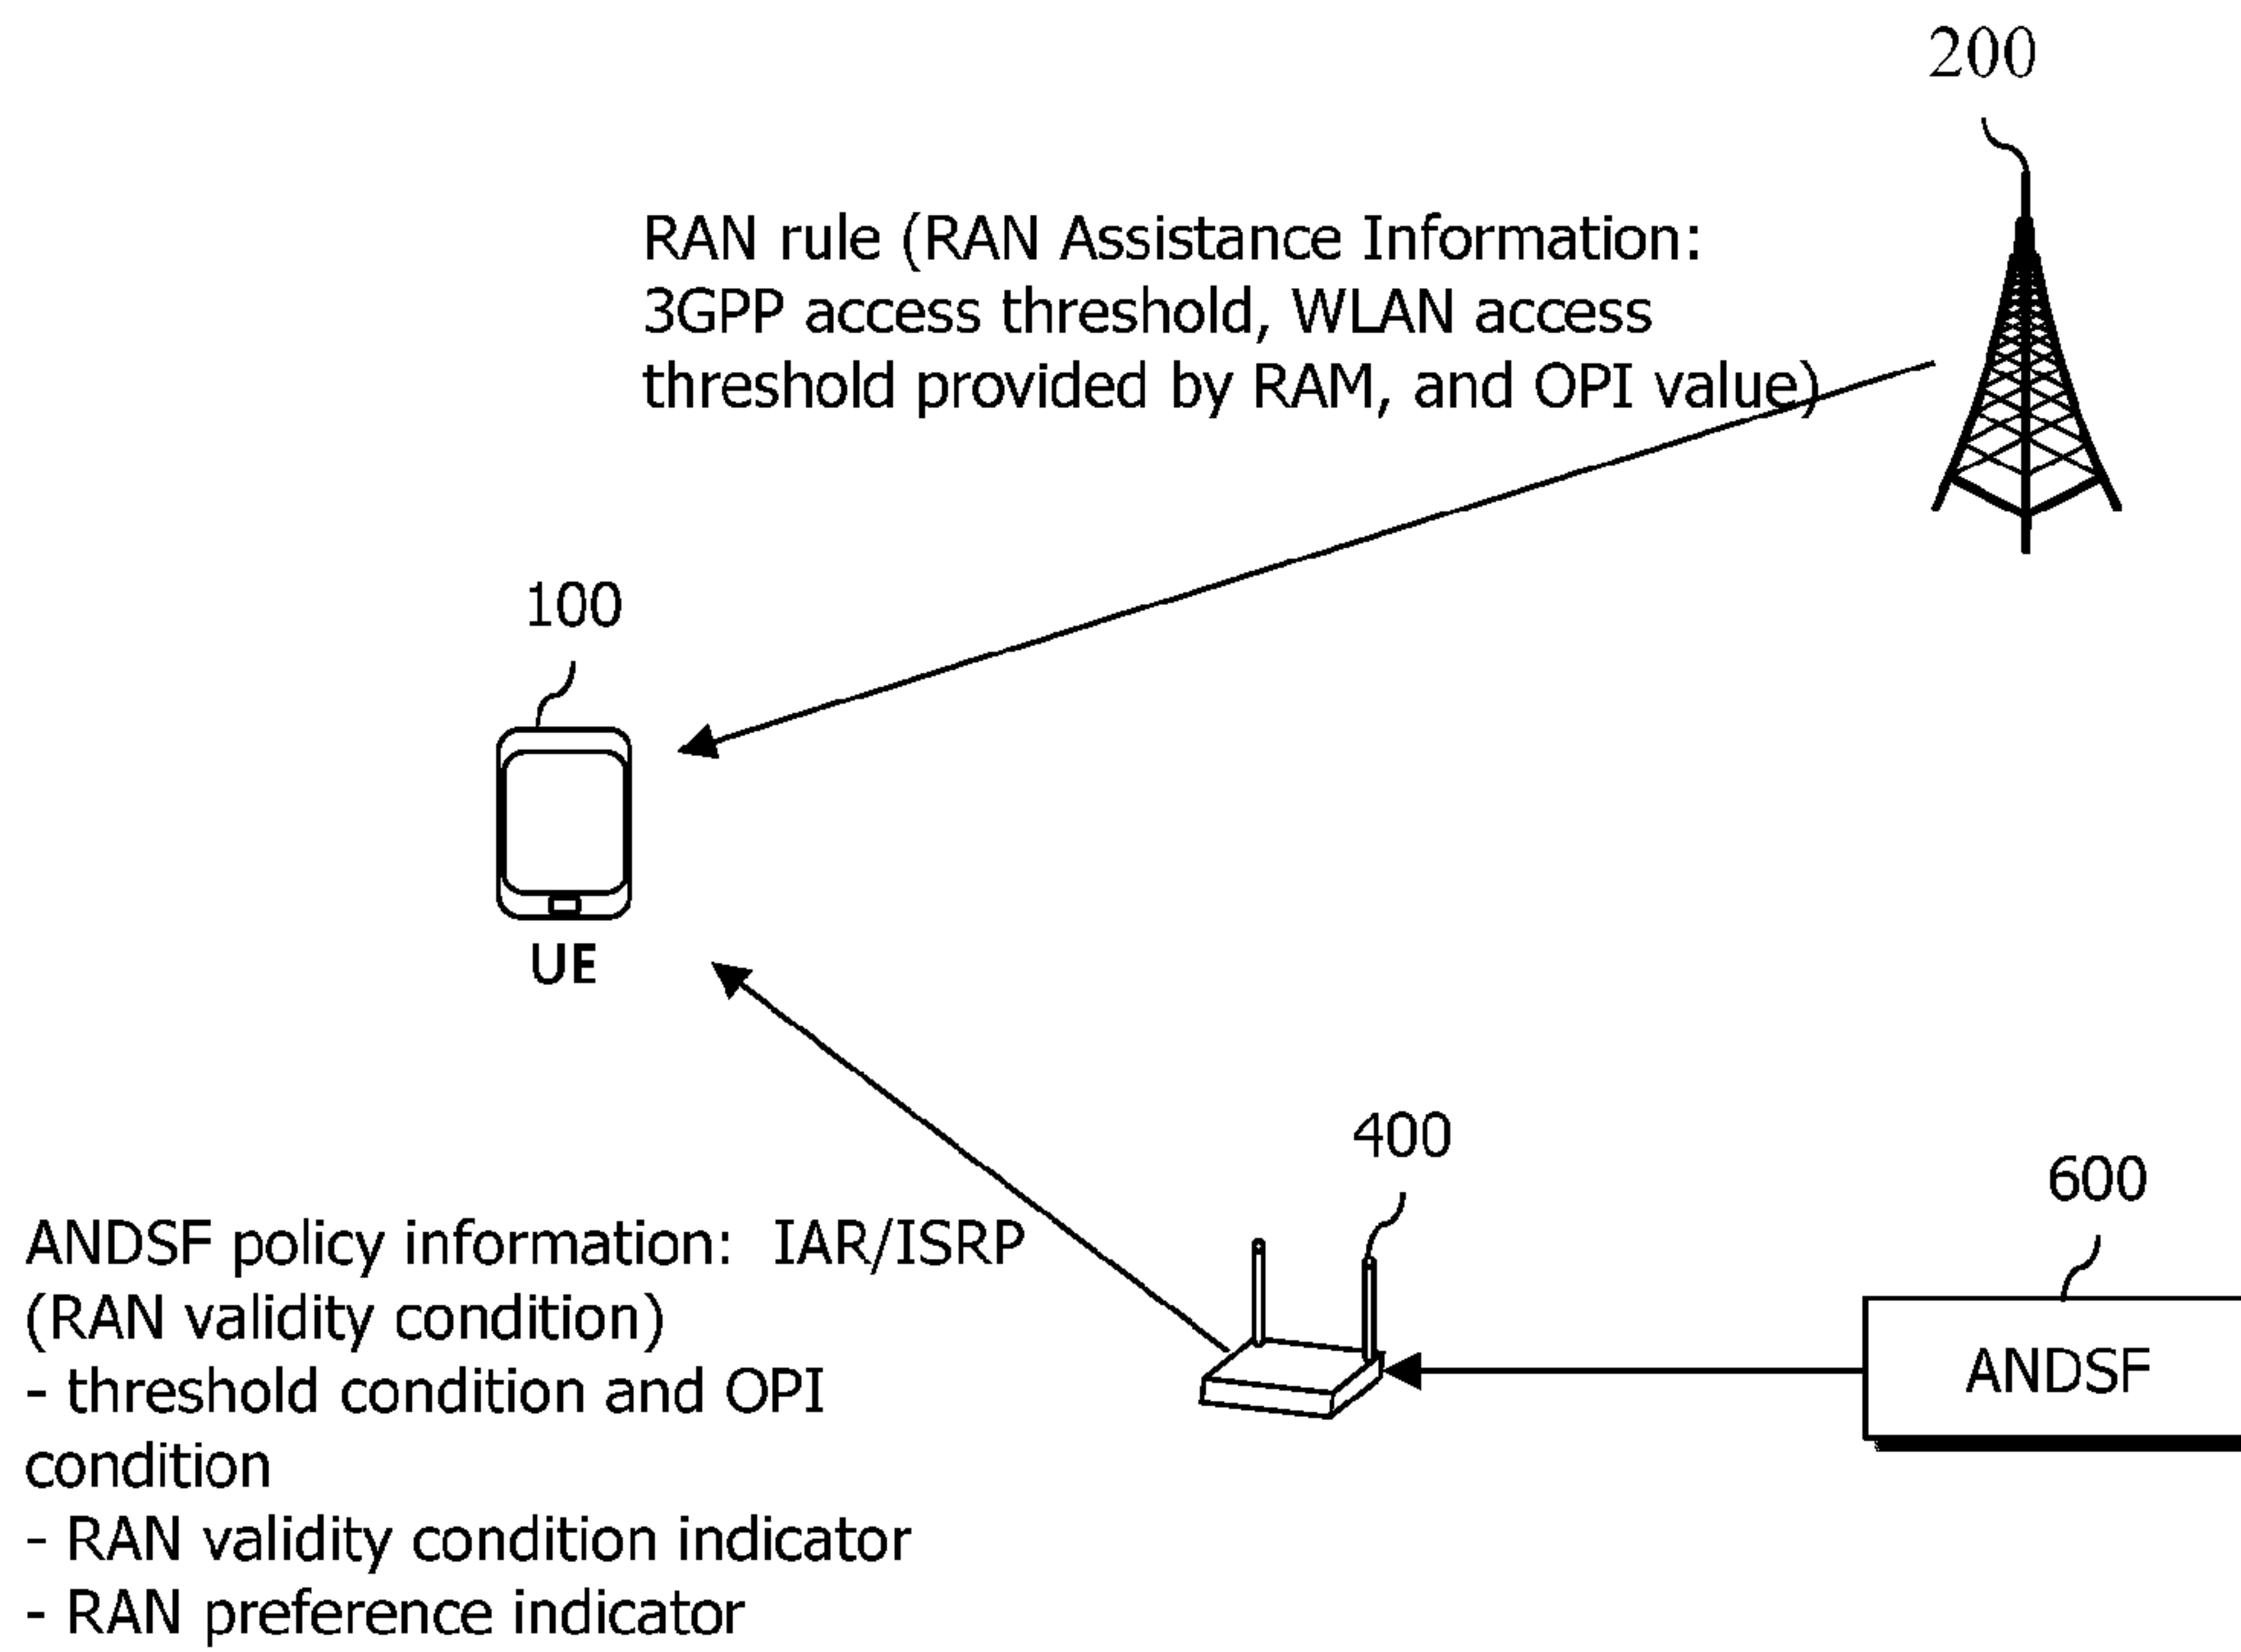 200
RAN rule (RAN Assistance Information:
3GPP access threshold, WLAN access
threshold provided by RAM, and OPI value)
100
UE
400
600
ANDSF policy information: IAR/ISRP
(RAN validity condition)
- threshold condition and OPI
condition
- RAN validity condition indicator
- RAN preference indicator
ANDSF